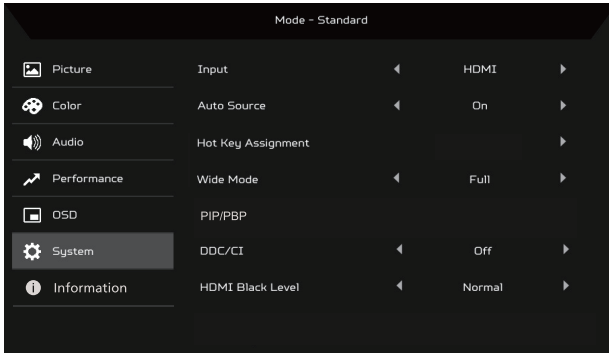 Mode - Standard
Picture
Color
Audio
Performance
OSD
System
Information
Input HDMI
Auto Source On
Hot Key Assignment
Wide Mode Full
PIP/PBP
DDC/CI Off
HDMI Black Level Normal